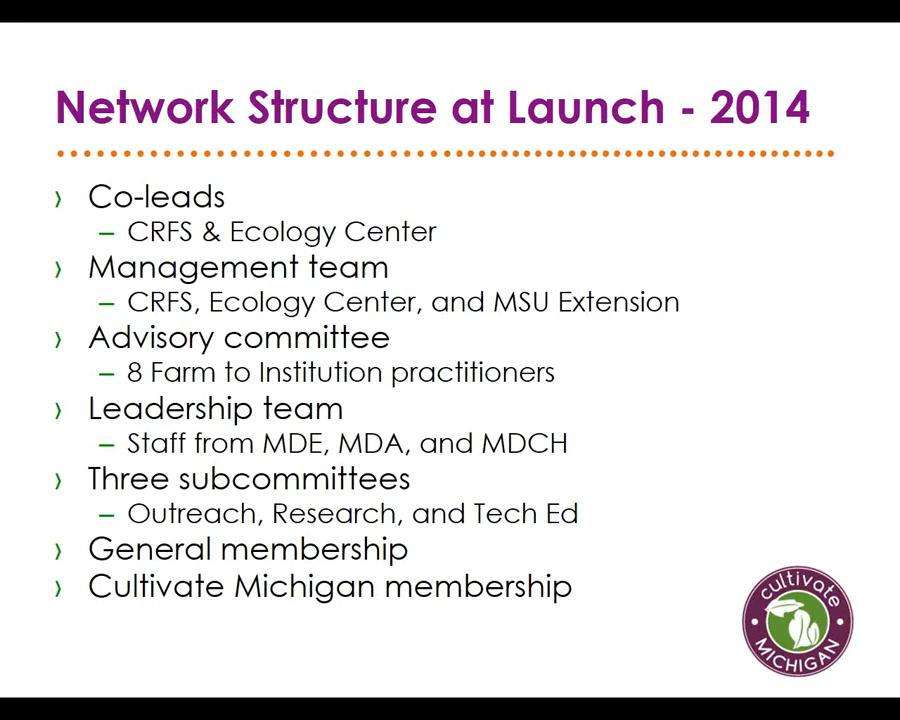 Network Structure at Launch - 2014
› Co-leads
– CRFS & Ecology Center
› Management team
– CRFS, Ecology Center, and MSU Extension
› Advisory committee
– 8 Farm to Institution practitioners
› Leadership team
– Staff from MDE, MDA, and MDCH
› Three subcommittees
– Outreach, Research, and Tech Ed
› General membership
› Cultivate Michigan membership
cultivate
MICHIGAN